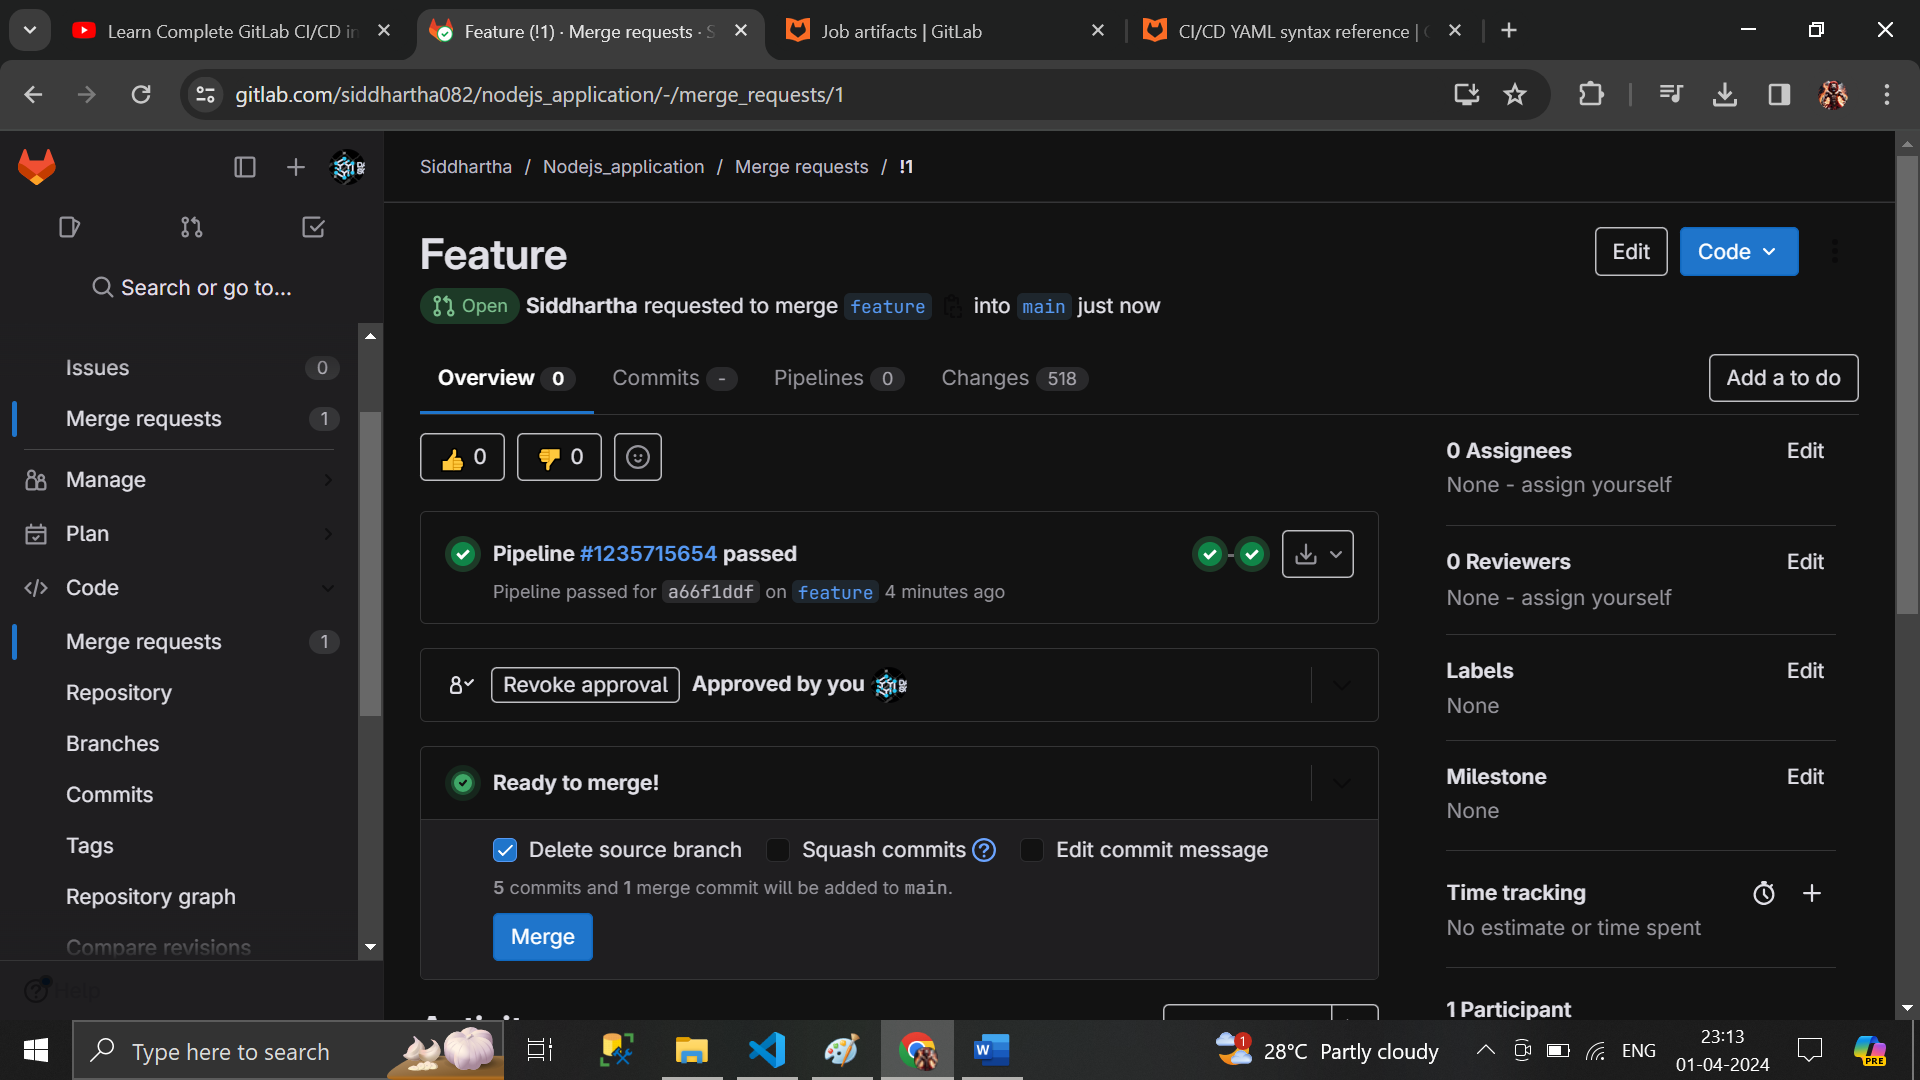 Learn Complete GitLab CI/CD in
Feature (!1) · Merge requests · S
Job artifacts | GitLab
CI/CD YAML syntax reference |
gitlab.com/siddhartha082/nodejs_application/-/merge_requests/1
Siddhartha / Nodejs_application / Merge requests / !1
Search or go to...
Issues 0
Merge requests 1
Manage
Plan
Code
Merge requests 1
Repository
Branches
Commits
Tags
Repository graph
Compare revisions
Help
Feature
Edit
Code
Open Siddhartha requested to merge feature into main just now
Overview 0 Commits - Pipelines 0 Changes 518
Add a to do
0 0
Pipeline #1235715654 passed
Pipeline passed for a66f1ddf on feature 4 minutes ago
Revoke approval Approved by you
Ready to merge!
Delete source branch Squash commits Edit commit message
5 commits and 1 merge commit will be added to main.
Merge
Activity
0 Assignees Edit
None - assign yourself
0 Reviewers Edit
None - assign yourself
Labels Edit
None
Milestone Edit
None
Time tracking
No estimate or time spent
1 Participant
Type here to search
1
28°C Partly cloudy
ENG
23:13
01-04-2024
PRE